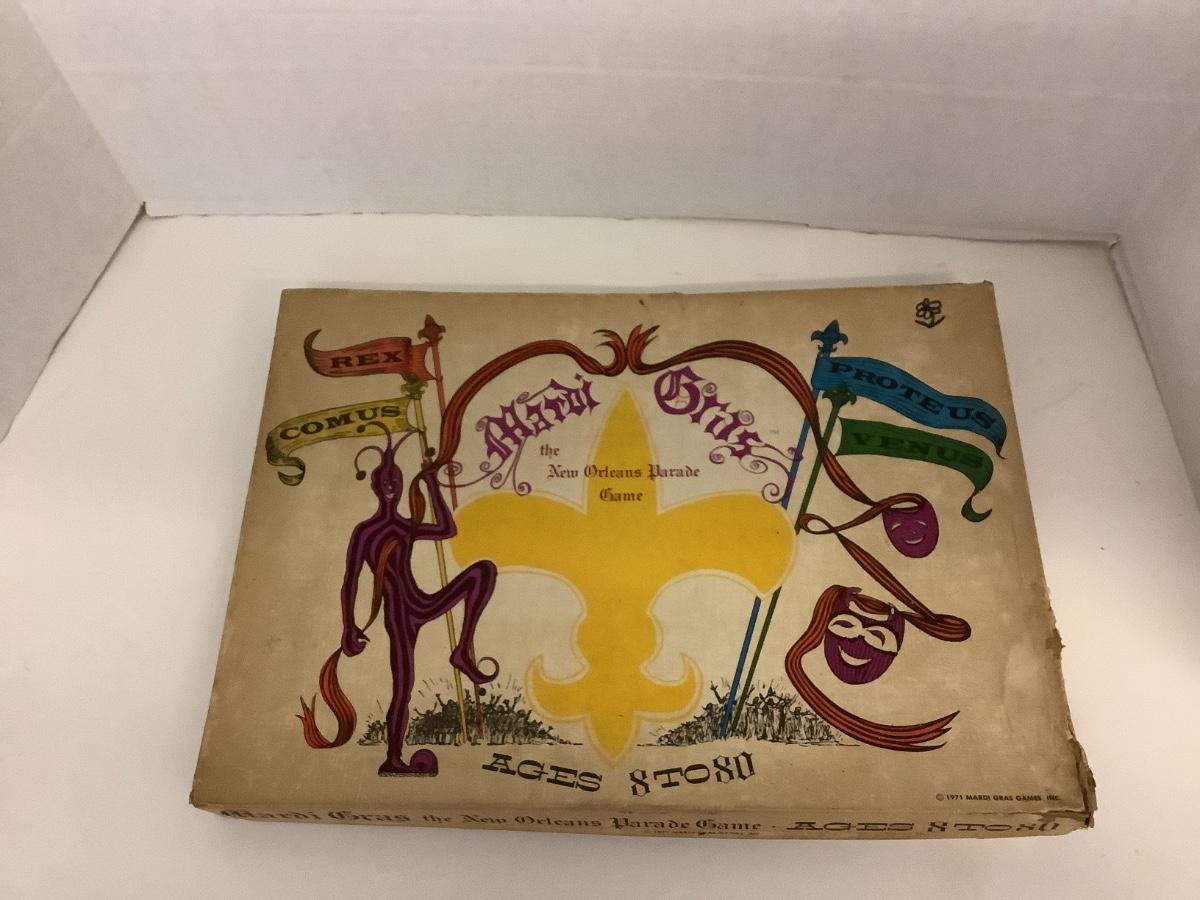 REX
COMUS
PROTEUS
VENUS
Mardi Gras
the
New Orleans Parade
Game
AGES 8 TO 80
© 1971 MARDI GRAS GAMES, INC.
Mardi Gras the New Orleans Parade Game · AGES 8 TO 80